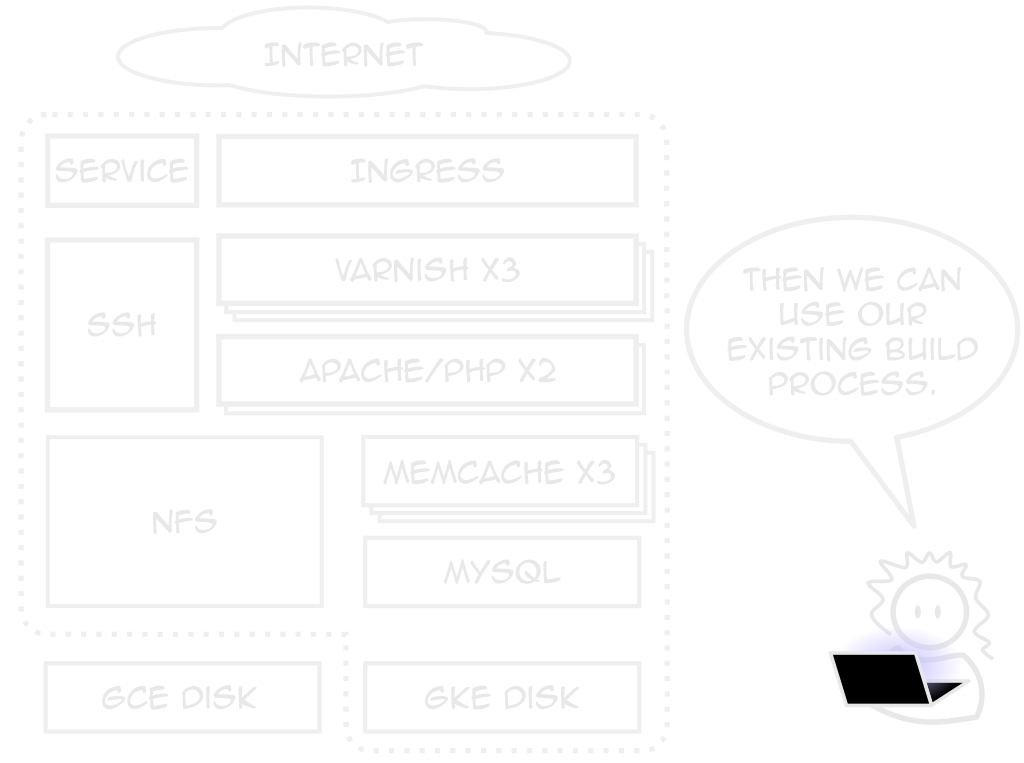 INTERNET
SERVICE
INGRESS
SSH
VARNISH X3
APACHE/PHP X2
NFS
MEMCACHE X3
MYSQL
GCE DISK
GKE DISK
THEN WE CAN
USE OUR
EXISTING BUILD
PROCESS.